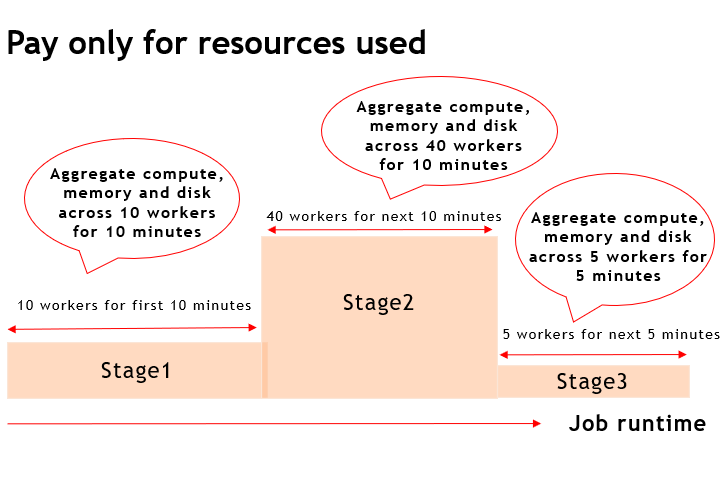 Pay only for resources used
Aggregate compute,
memory and disk
across 40 workers
for 10 minutes
Aggregate compute,
memory and disk
across 10 workers
for 10 minutes
Aggregate compute,
memory and disk
across 5 workers for
5 minutes
40 workers for next 10 minutes
10 workers for first 10 minutes
5 workers for next 5 minutes
Stage1
Stage2
Stage3
Job runtime